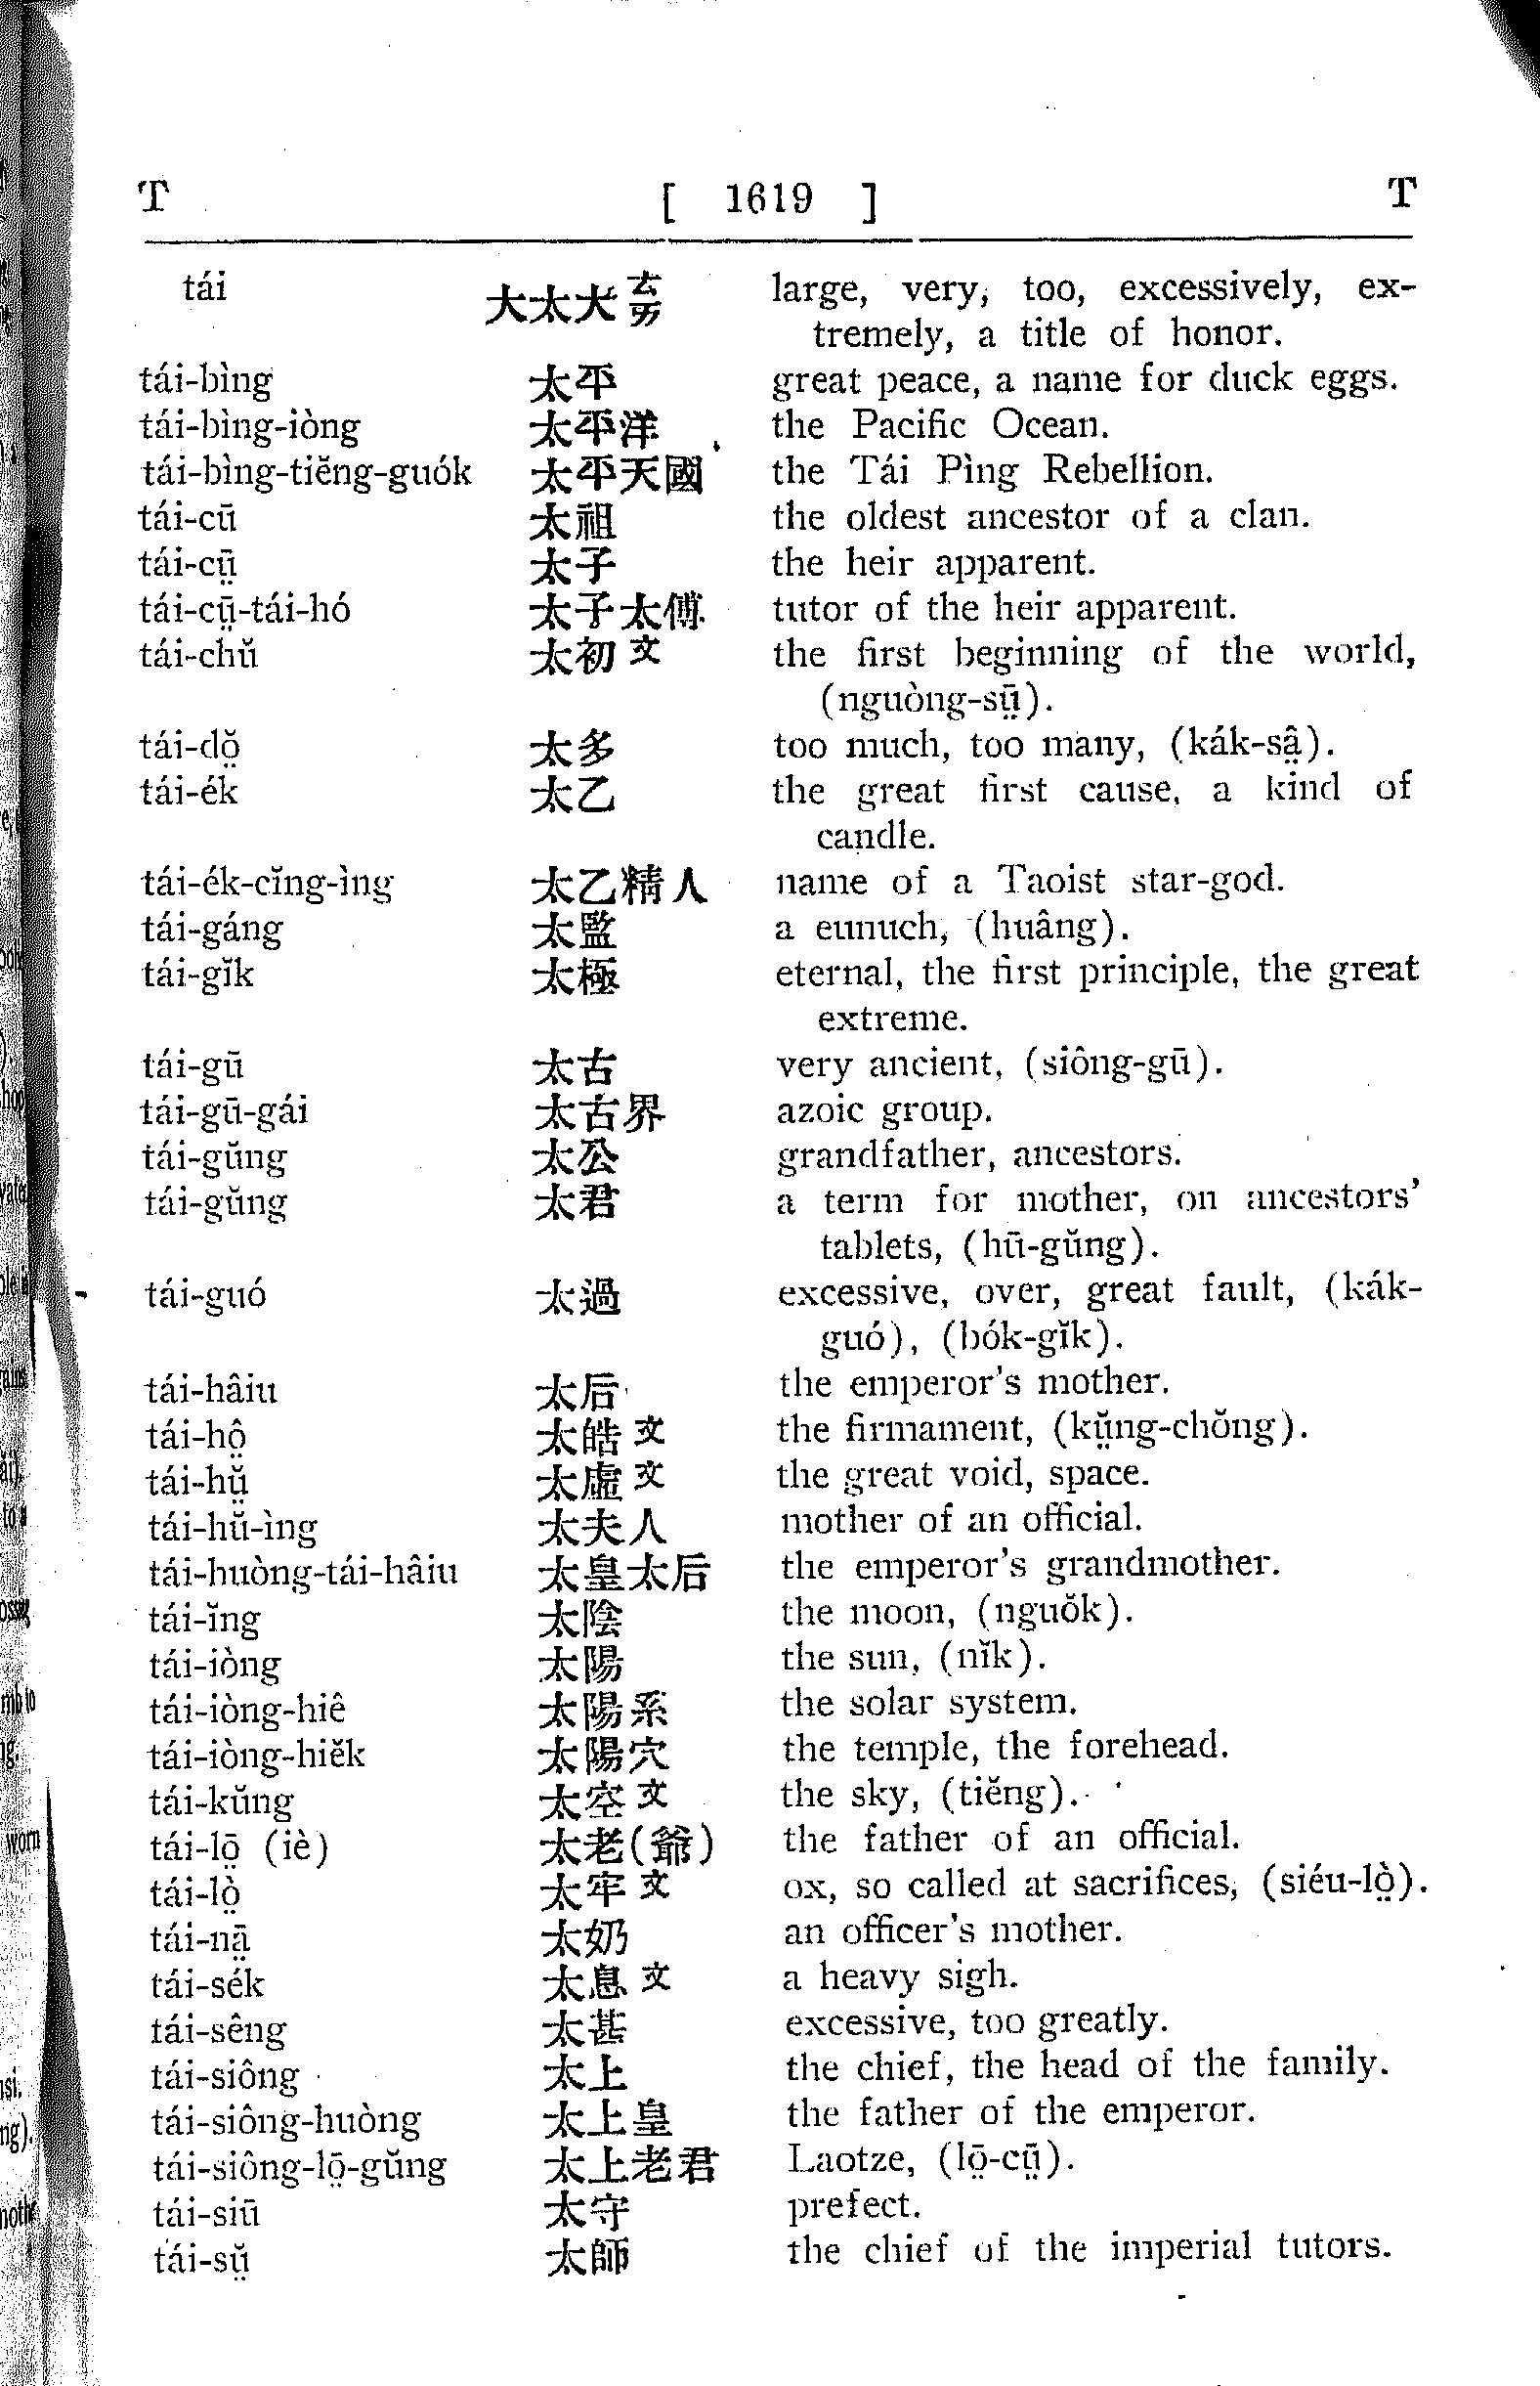 T [ 1619 ] T
tái 大太大 large, very, too, excessively, ex-
tremely, a title of honor.
tái-bìng 太平 great peace, a name for duck eggs.
tái-bìng-iòng 太平洋 the Pacific Ocean.
tái-bìng-tiĕng-guók 太平天國 the Tái Pìng Rebellion.
tái-cū 太祖 the oldest ancestor of a clan.
tái-cṳ̄ 太子 the heir apparent.
tái-cṳ̄-tái-hó 太子太傅 tutor of the heir apparent.
tái-chŭ 太初文 the first beginning of the world,
(nguòng-sṳ̄).
tái-dŏ̤ 太多 too much, too many, (kák-sâ̤).
tái-ék 太乙 the great first cause, a kind of
candle.
tái-ék-cĭng-ìng 太乙精人 name of a Taoist star-god.
tái-gáng 太監 a eunuch, (huâng).
tái-gĭk 太極 eternal, the first principle, the great
extreme.
tái-gū 太古 very ancient, (siông-gū).
tái-gū-gái 太古界 azoic group.
tái-gŭng 太公 grandfather, ancestors.
tái-gŭng 太君 a term for mother, on ancestors'
tablets, (hū-gŭng).
tái-guó 太過 excessive, over, great fault, (kák-
guó), (bók-gĭk).
tái-hâiu 太后 the emperor's mother.
tái-hô̤ 太皓文 the firmament, (kṳ̆ng-chŏng).
tái-hṳ̆ 太虛文 the great void, space.
tái-hŭ-ìng 太夫人 mother of an official.
tái-huòng-tái-hâiu 太皇太后 the emperor's grandmother.
tái-ĭng 太陰 the moon, (nguŏk).
tái-iòng 太陽 the sun, (nĭk).
tái-iòng-hiê 太陽系 the solar system.
tái-iòng-hiĕk 太陽穴 the temple, the forehead.
tái-kŭng 太空文 the sky, (tiĕng).
tái-lō̤ (iè) 太老(爺) the father of an official.
tái-lò̤ 太牢文 ox, so called at sacrifices, (siéu-lò̤).
tái-nā̤ 太奶 an officer's mother.
tái-sék 太息文 a heavy sigh.
tái-sêng 太甚 excessive, too greatly.
tái-siông 太上 the chief, the head of the family.
tái-siông-huòng 太上皇 the father of the emperor.
tái-siông-lō̤-gŭng 太上老君 Laotze, (lō̤-cṳ̄).
tái-siū 太守 prefect.
tái-sṳ̆ 太師 the chief of the imperial tutors.